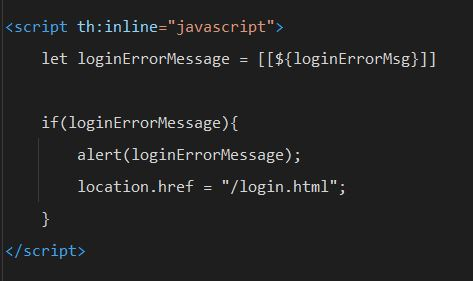 <script th:inline="javascript">
let loginErrorMessage = [[${loginErrorMsg}]]
if(loginErrorMessage){
alert(loginErrorMessage);
location.href = "/login.html";
}
</script>